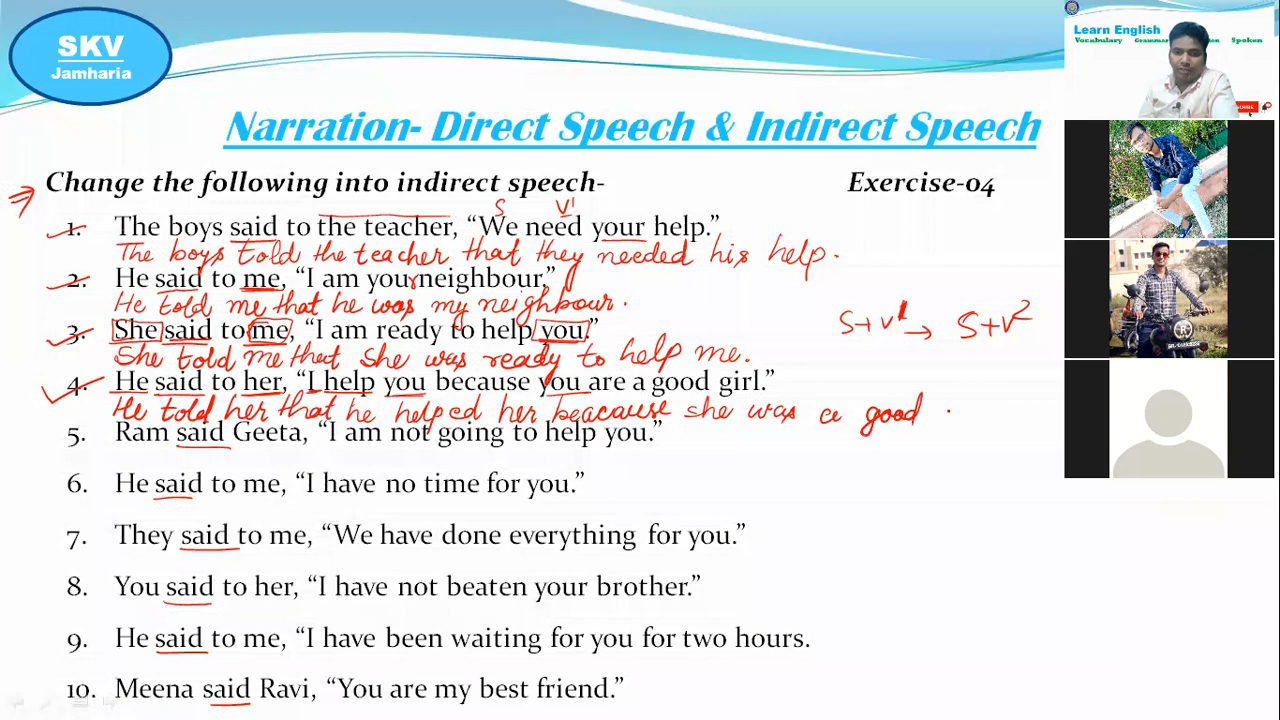 SKV
Jamharia
Learn English
Vocabulary Grammar Spoken
Narration- Direct Speech & Indirect Speech
⇒ Change the following into indirect speech- Exercise-04
S V1
1. The boys said to the teacher, “We need your help.”
The boys told the teacher that they needed his help.
2. He said to me, “I am your neighbour,”
He told me that he was my neighbour.
3. She said to me, “I am ready to help you,”
S+V1 → S+V2
She told me that she was ready to help me.
4. He said to her, “I help you because you are a good girl.”
He told her that he helped her beacause she was a good .
5. Ram said Geeta, “I am not going to help you.”
6. He said to me, “I have no time for you.”
7. They said to me, “We have done everything for you.”
8. You said to her, “I have not beaten your brother.”
9. He said to me, “I have been waiting for you for two hours.
10. Meena said Ravi, “You are my best friend.”